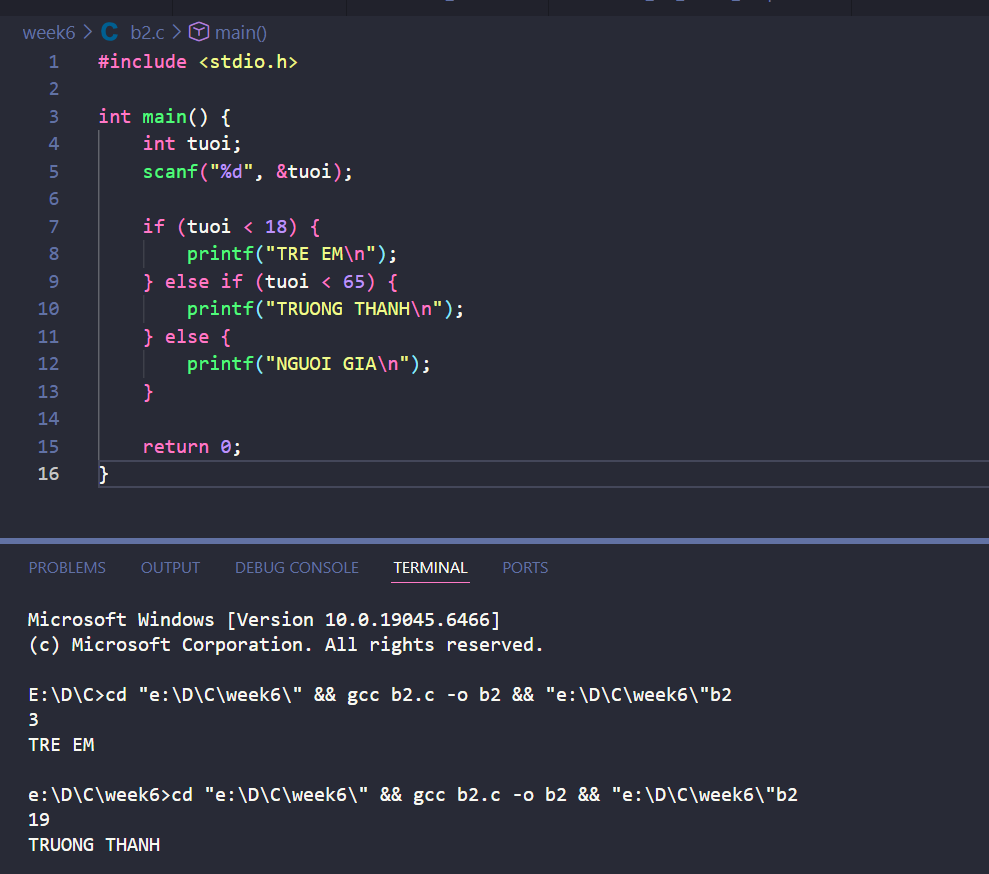 week6 > C b2.c > main()
1 #include <stdio.h>
2
3 int main() {
4     int tuoi;
5     scanf("%d", &tuoi);
6
7     if (tuoi < 18) {
8         printf("TRE EM\n");
9     } else if (tuoi < 65) {
10         printf("TRUONG THANH\n");
11     } else {
12         printf("NGUOI GIA\n");
13     }
14
15     return 0;
16 }
PROBLEMS OUTPUT DEBUG CONSOLE TERMINAL PORTS
Microsoft Windows [Version 10.0.19045.6466]
(c) Microsoft Corporation. All rights reserved.
E:\D\C>cd "e:\D\C\week6\" && gcc b2.c -o b2 && "e:\D\C\week6\"b2
3
TRE EM
e:\D\C\week6>cd "e:\D\C\week6\" && gcc b2.c -o b2 && "e:\D\C\week6\"b2
19
TRUONG THANH